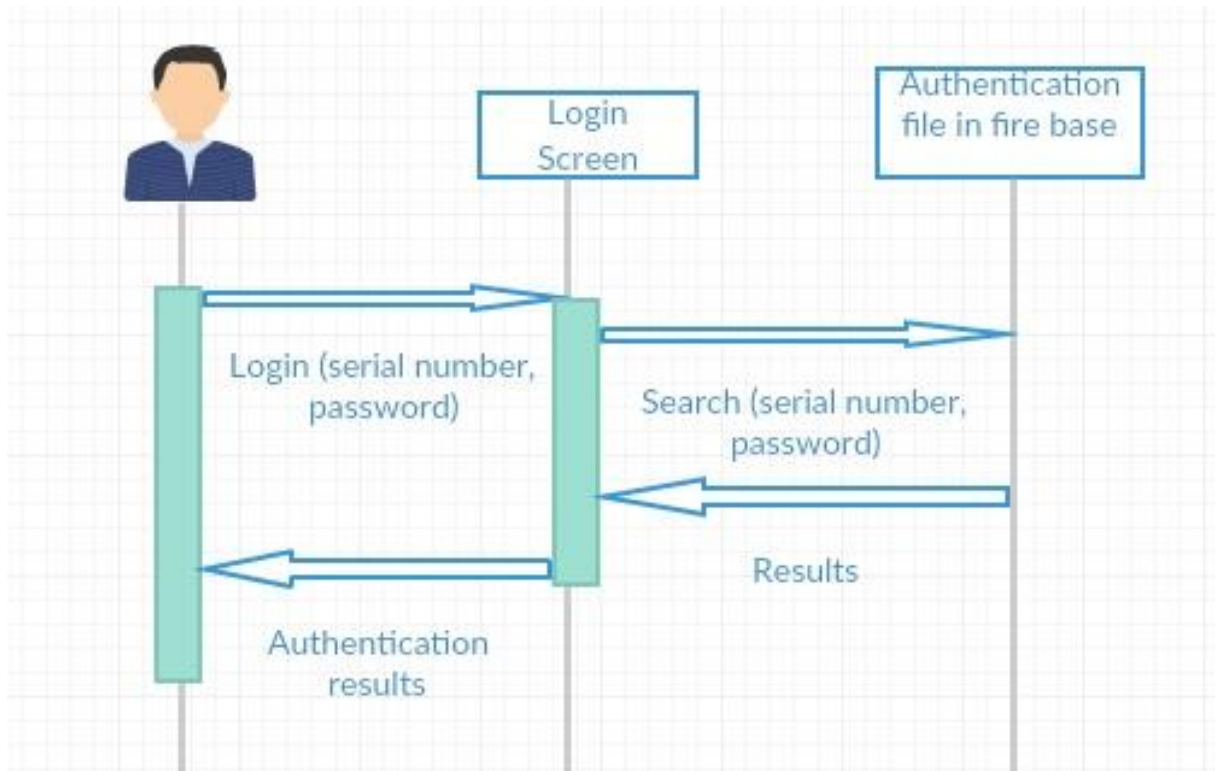 Login
Screen
Authentication
file in fire base
Login (serial number,
password)
Search (serial number,
password)
Results
Authentication
results